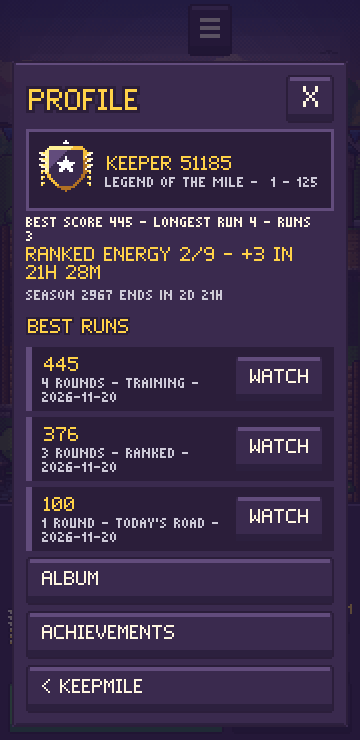 PROFILE
X
KEEPER 51185
LEGEND OF THE MILE - 1 - 125
BEST SCORE 445 - LONGEST RUN 4 - RUNS
3
RANKED ENERGY 2/9 - +3 IN
21H 28M
SEASON 2967 ENDS IN 2D 21H
BEST RUNS
445
4 ROUNDS - TRAINING -
2026-11-20
WATCH
376
3 ROUNDS - RANKED -
2026-11-20
WATCH
100
1 ROUND - TODAY'S ROAD -
2026-11-20
WATCH
ALBUM
ACHIEVEMENTS
< KEEPMILE